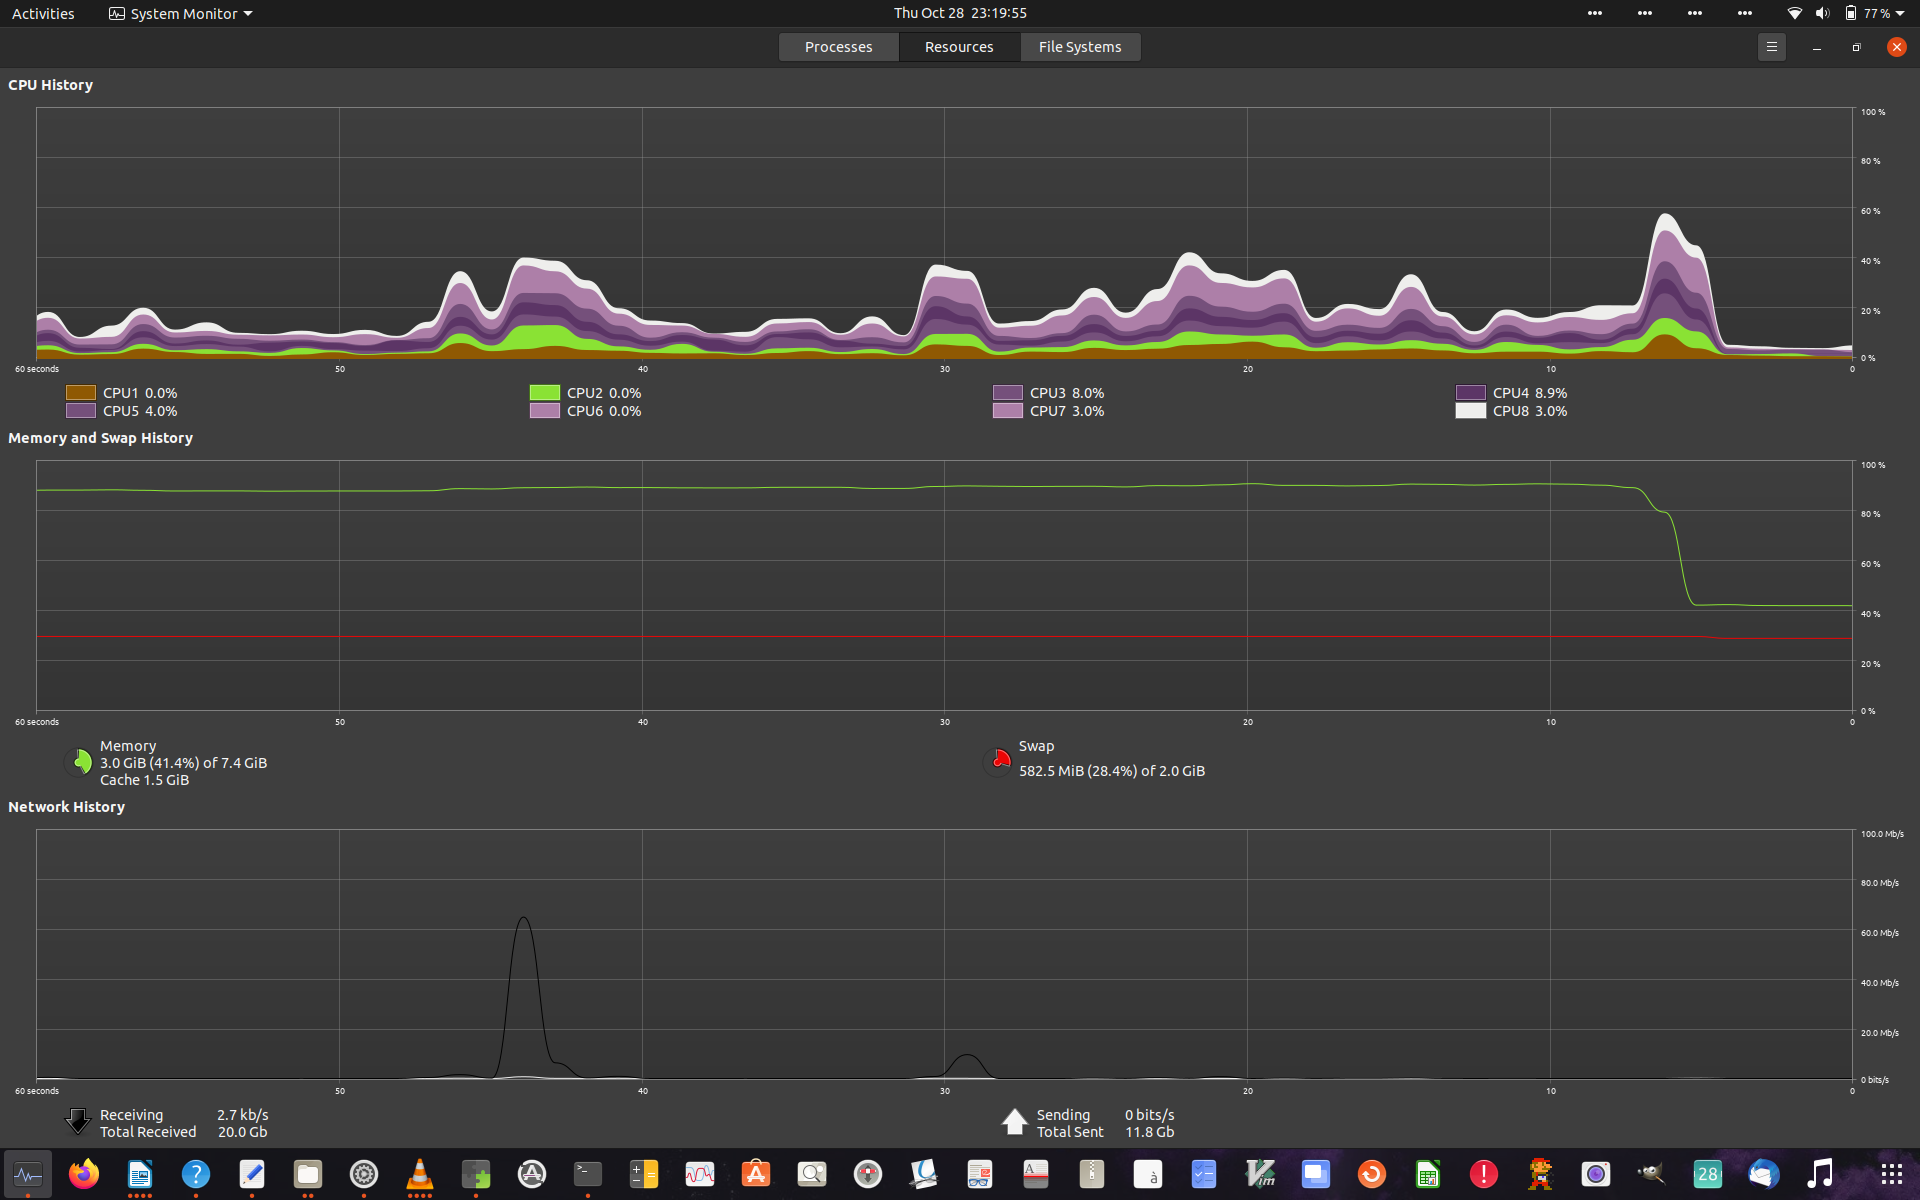 Activities System Monitor Thu Oct 28 23:19:55 77 %
Processes Resources File Systems
CPU History
100 %
80 %
60 %
40 %
20 %
0 %
60 seconds 50 40 30 20 10 0
CPU1 0.0% CPU2 0.0% CPU3 8.0% CPU4 8.9%
CPU5 4.0% CPU6 0.0% CPU7 3.0% CPU8 3.0%
Memory and Swap History
100 %
80 %
60 %
40 %
20 %
0 %
60 seconds 50 40 30 20 10 0
Memory Swap
3.0 GiB (41.4%) of 7.4 GiB 582.5 MiB (28.4%) of 2.0 GiB
Cache 1.5 GiB
Network History
100.0 Mb/s
80.0 Mb/s
60.0 Mb/s
40.0 Mb/s
20.0 Mb/s
0 bits/s
60 seconds 50 40 30 20 10 0
Receiving 2.7 kb/s Sending 0 bits/s
Total Received 20.0 Gb Total Sent 11.8 Gb
? >_ A à Vim ! 28